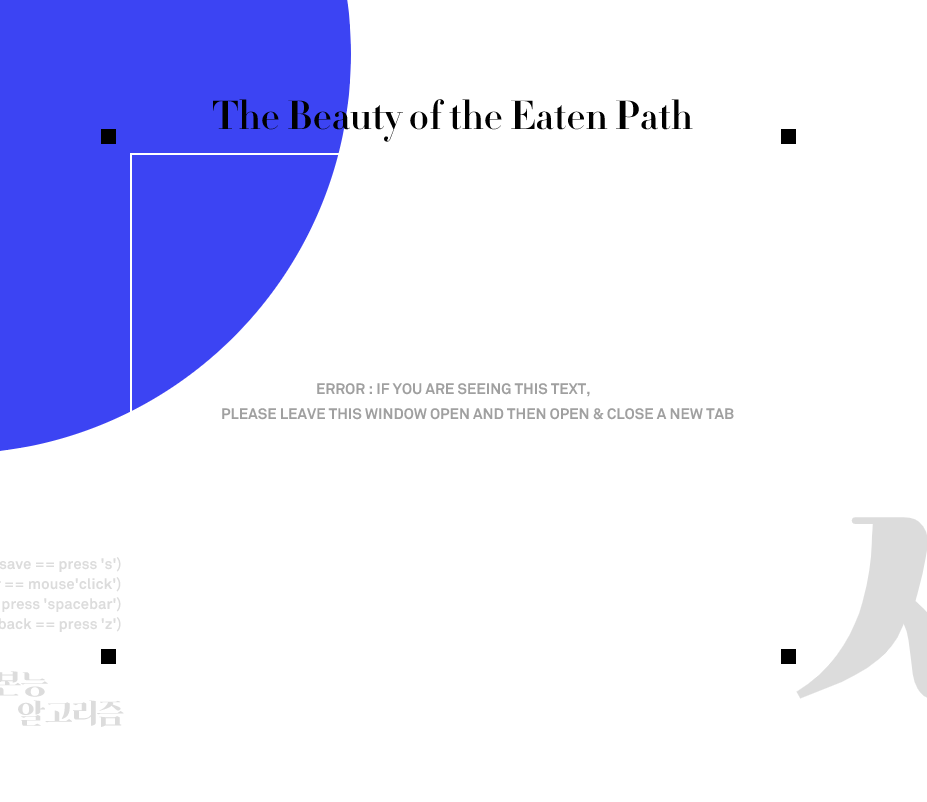 The Beauty of the Eaten Path
ERROR : IF YOU ARE SEEING THIS TEXT,
PLEASE LEAVE THIS WINDOW OPEN AND THEN OPEN & CLOSE A NEW TAB
save == press 's')
== mouse'click')
press 'spacebar')
back == press 'z')
본능
알고리즘